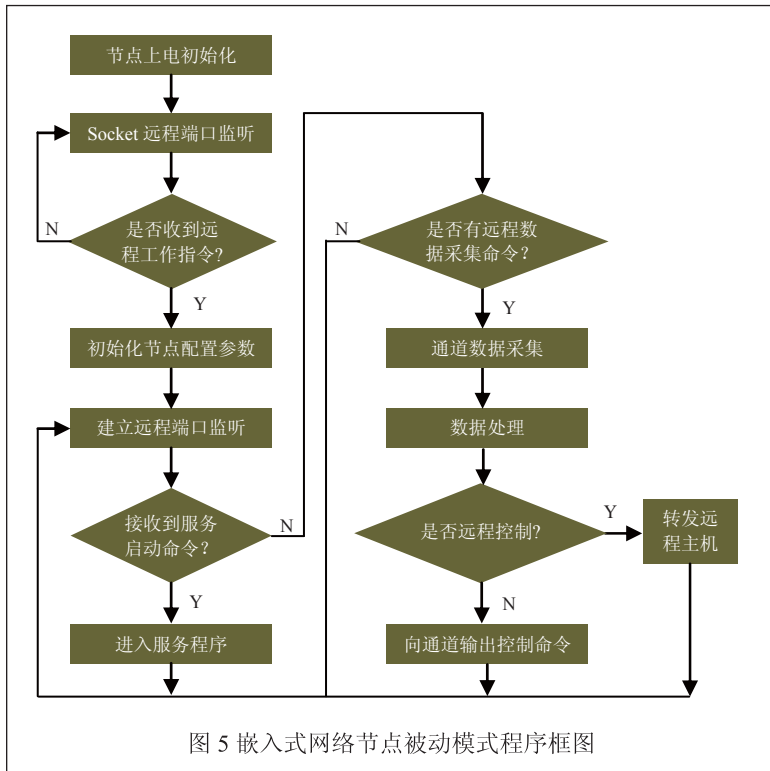 节点上电初始化
Socket 远程端口监听
N
是否收到远
程工作指令?
Y
初始化节点配置参数
建立远程端口监听
接收到服务
启动命令?
N
Y
进入服务程序
N
是否有远程数
据采集命令?
Y
通道数据采集
数据处理
是否远程控制?
Y
转发远
程主机
N
向通道输出控制命令
图 5 嵌入式网络节点被动模式程序框图